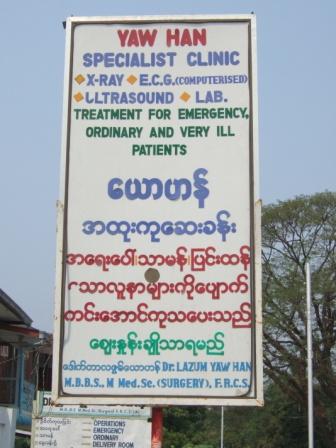 YAW HAN
SPECIALIST CLINIC
X-RAY E.C.G.(COMPUTERISED)
ULTRASOUND LAB.
TREATMENT FOR EMERGENCY,
ORDINARY AND VERY ILL
PATIENTS
ယောဟန်
အထူးကုဆေးခန်း
အရေးပေါ်၊သာမန်၊ပြင်းထန်
လူနာများကိုပျောက်
ကင်းအောင်ကုသပေးသည်
ဈေးနှုန်းချိုသာရမည်
Dr. LAZUM YAW HAN
M.B.B.S., M Med.Sc. (SURGERY), F.R.C.S.
OPERATIONS
EMERGENCY
ORDINARY
DELIVERY ROOM